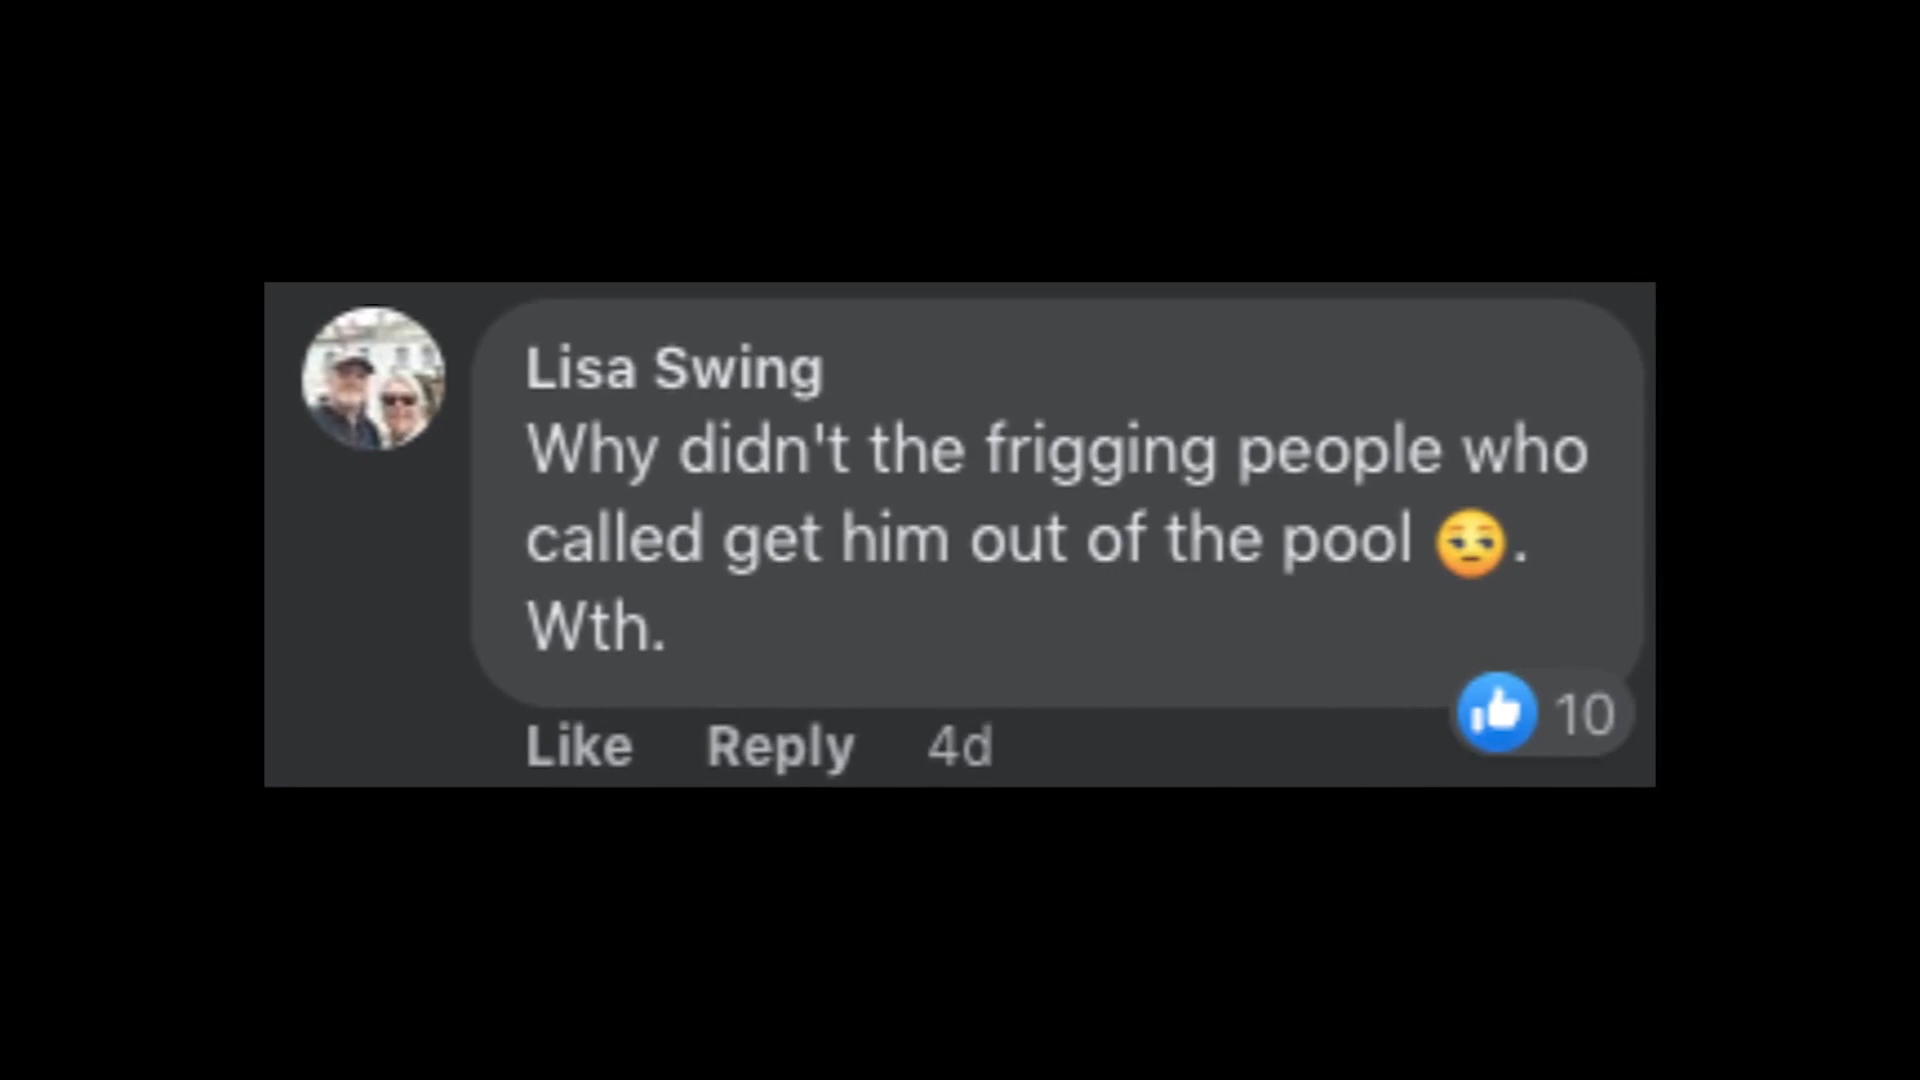 Lisa Swing
Why didn't the frigging people who
called get him out of the pool 😒.
Wth.
Like Reply 4d
10